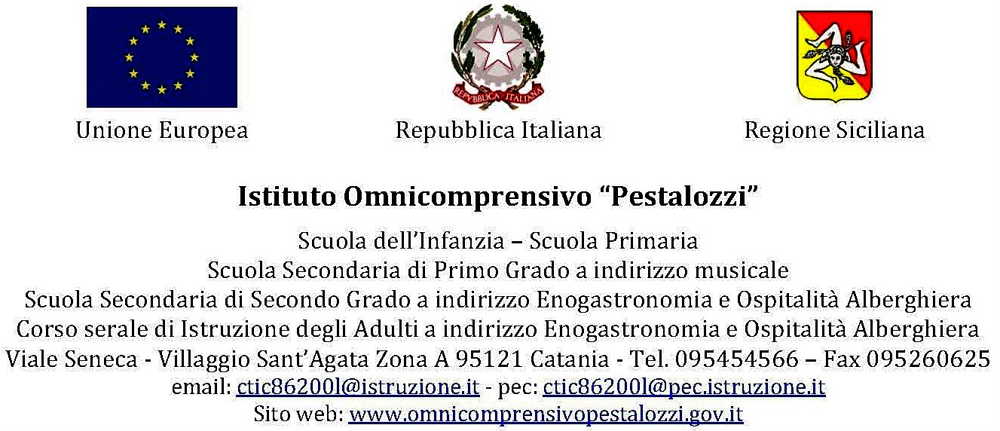 REPVBBLICA ITALIANA
Unione Europea
Repubblica Italiana
Regione Siciliana
Istituto Omnicomprensivo “Pestalozzi”
Scuola dell’Infanzia – Scuola Primaria
Scuola Secondaria di Primo Grado a indirizzo musicale
Scuola Secondaria di Secondo Grado a indirizzo Enogastronomia e Ospitalità Alberghiera
Corso serale di Istruzione degli Adulti a indirizzo Enogastronomia e Ospitalità Alberghiera
Viale Seneca - Villaggio Sant’Agata Zona A 95121 Catania - Tel. 095454566 – Fax 095260625
email: ctic86200l@istruzione.it - pec: ctic86200l@pec.istruzione.it
Sito web: www.omnicomprensivopestalozzi.gov.it